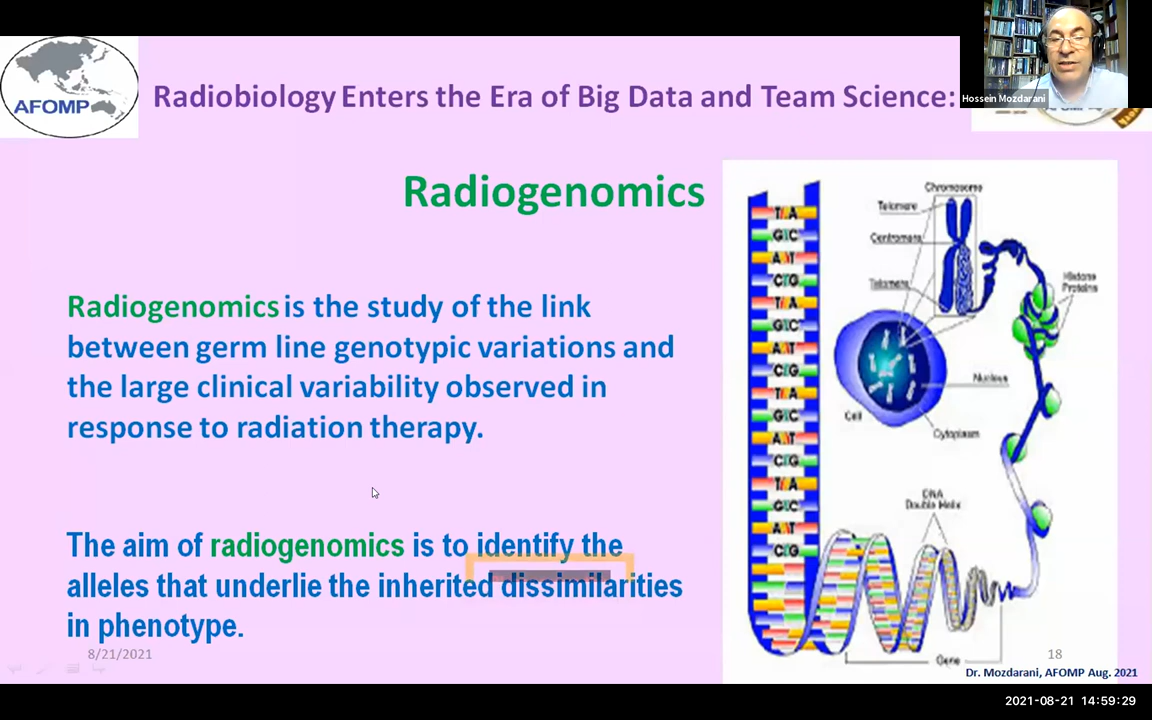 AFOMP
Radiobiology Enters the Era of Big Data and Team Science:
Hossein Mozdarani
Radiogenomics
Radiogenomics is the study of the link
between germ line genotypic variations and
the large clinical variability observed in
response to radiation therapy.
The aim of radiogenomics is to identify the
alleles that underlie the inherited dissimilarities
in phenotype.
8/21/2021
Chromosome
Telomere
Centromere
Telomere
Histone
Proteins
Nucleus
Cell
Cytoplasm
DNA
Double Helix
Gene
T A
G C
A T
C G
T A
G C
A T
C G
T A
G C
A T
C G
T A
G C
A T
C G
18
Dr. Mozdarani, AFOMP Aug. 2021
2021-08-21 14:59:29